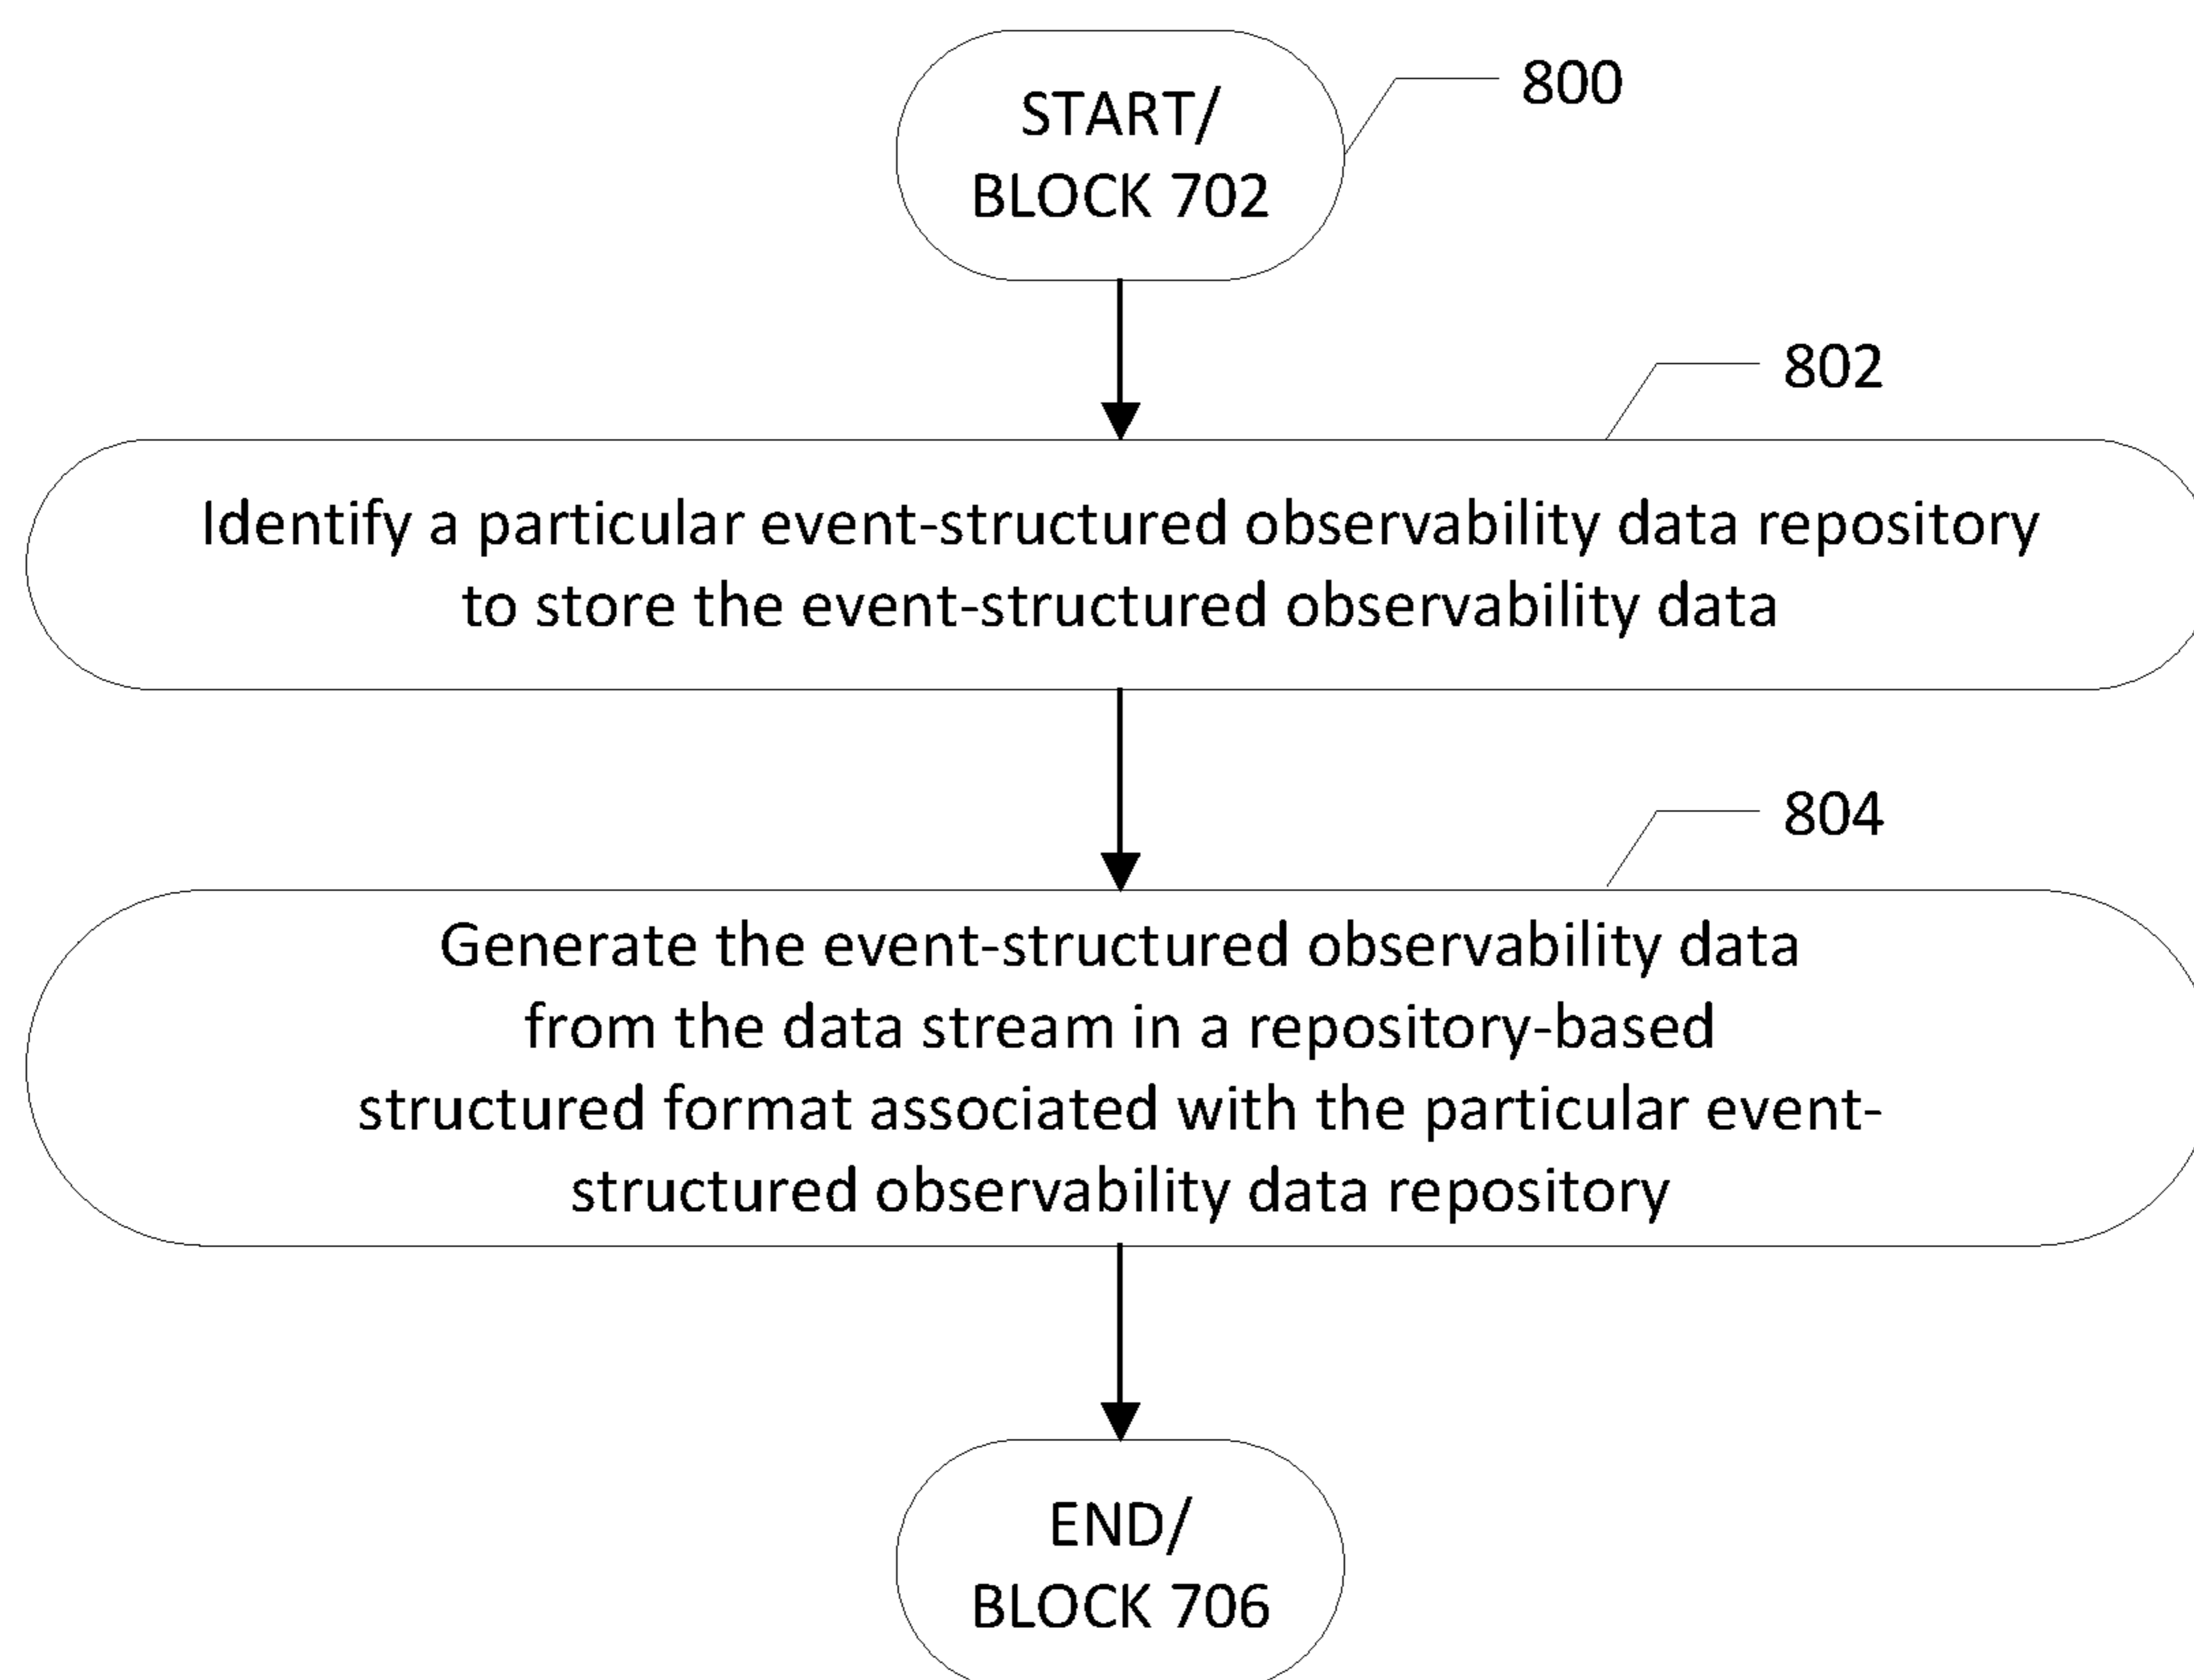 START/
BLOCK 702
800
802
Identify a particular event-structured observability data repository
to store the event-structured observability data
804
Generate the event-structured observability data
from the data stream in a repository-based
structured format associated with the particular event-
structured observability data repository
END/
BLOCK 706